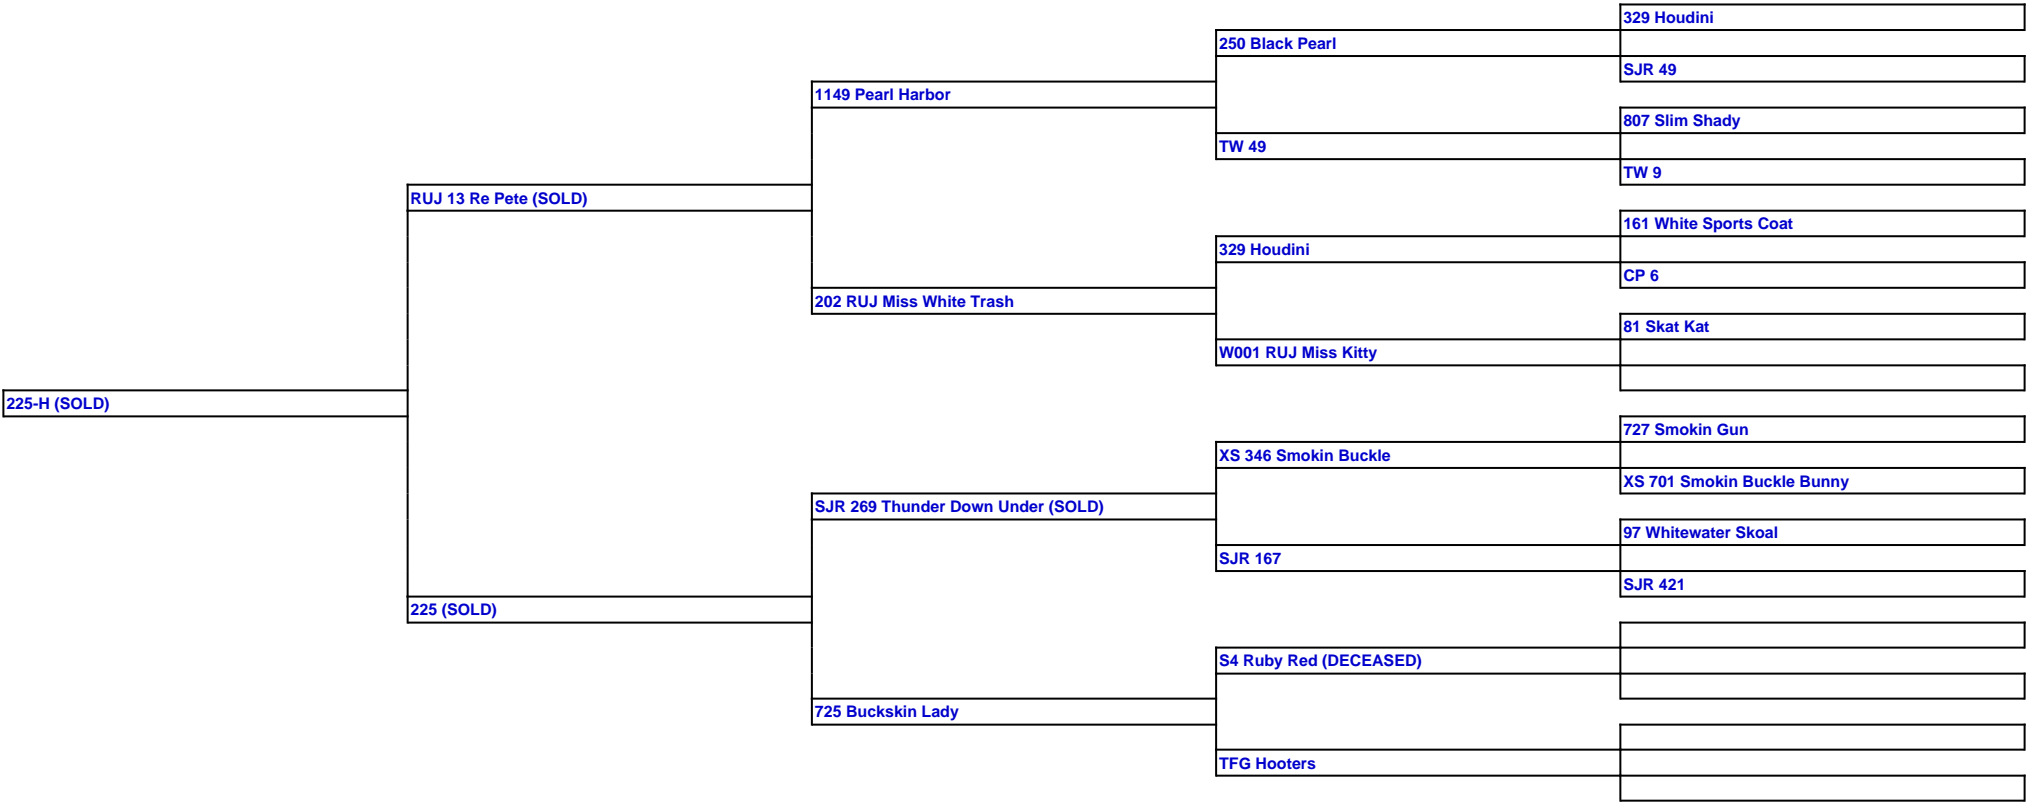 329 Houdini
250 Black Pearl
SJR 49
1149 Pearl Harbor
807 Slim Shady
TW 49
TW 9
RUJ 13 Re Pete (SOLD)
161 White Sports Coat
329 Houdini
CP 6
202 RUJ Miss White Trash
81 Skat Kat
W001 RUJ Miss Kitty
225-H (SOLD)
727 Smokin Gun
XS 346 Smokin Buckle
XS 701 Smokin Buckle Bunny
SJR 269 Thunder Down Under (SOLD)
97 Whitewater Skoal
SJR 167
SJR 421
225 (SOLD)
S4 Ruby Red (DECEASED)
725 Buckskin Lady
TFG Hooters